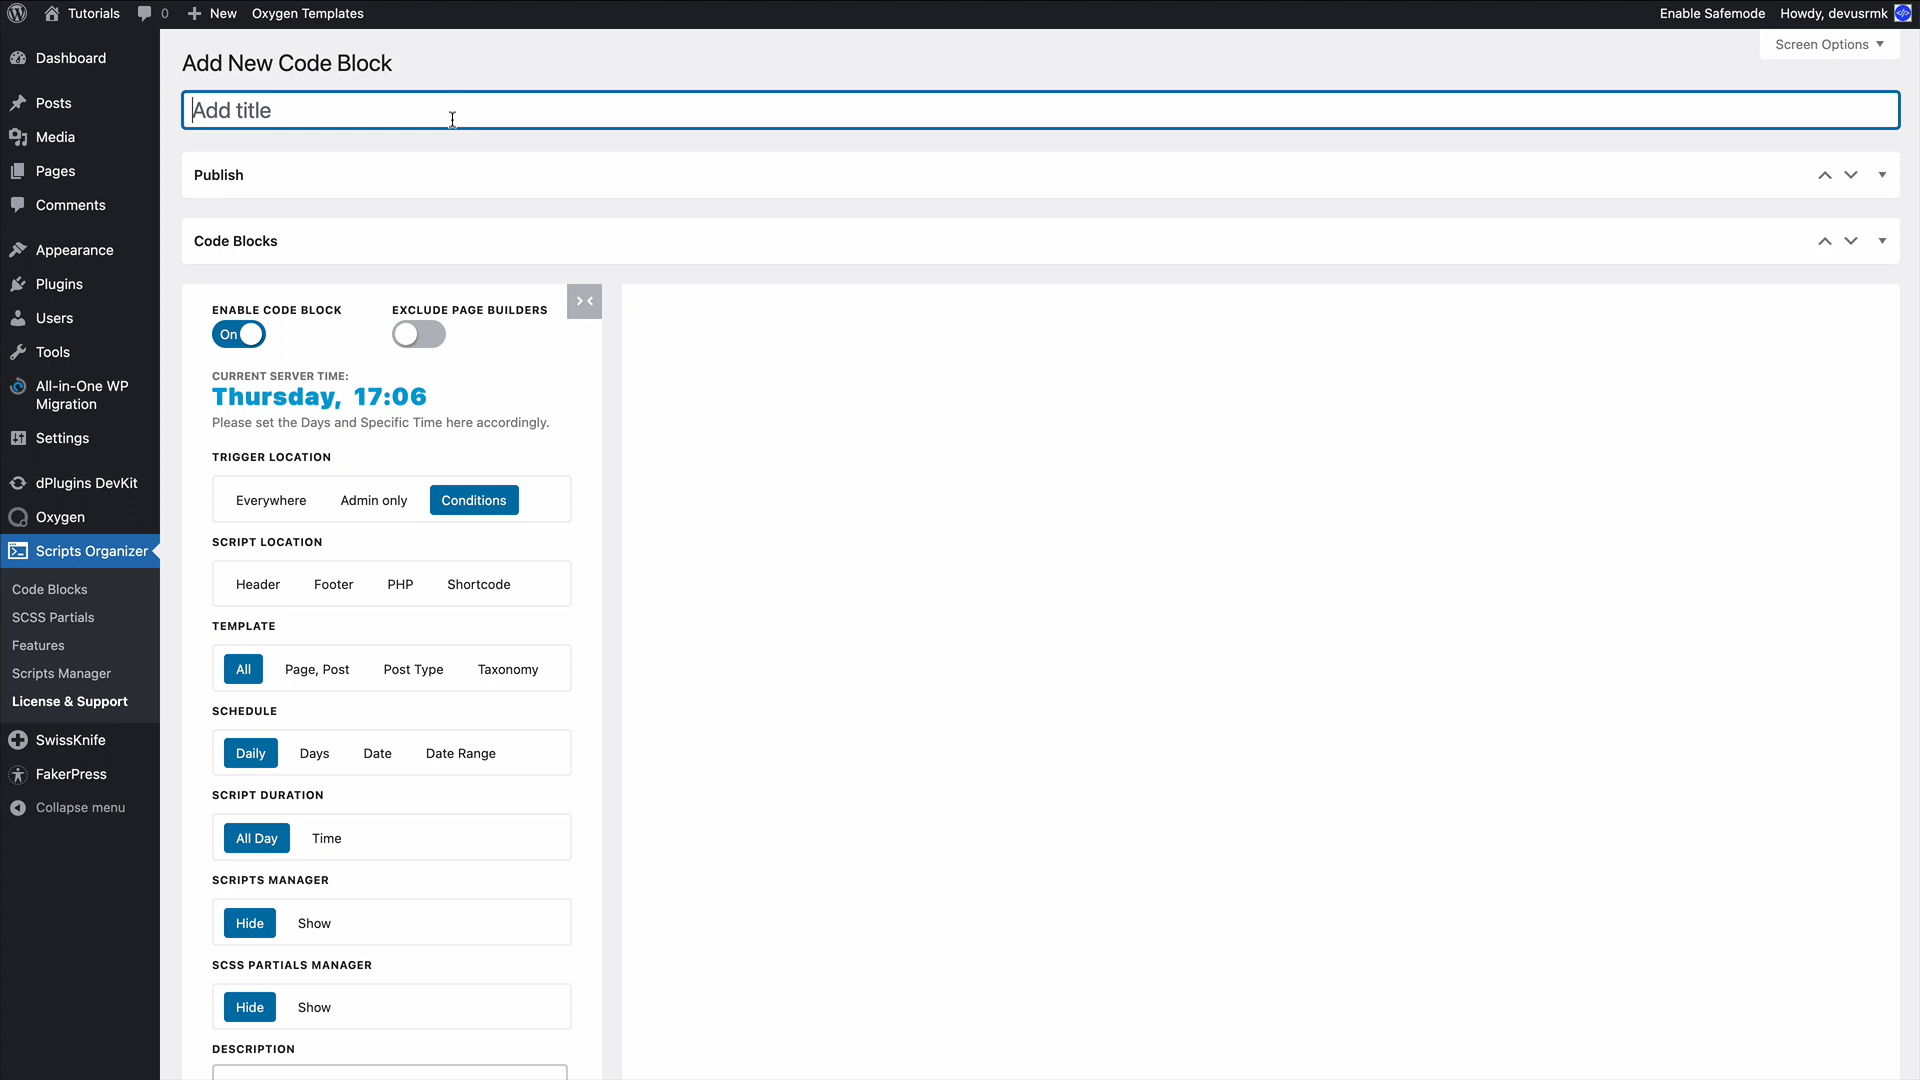 Tutorials
0
New
Oxygen Templates
Enable Safemode
Howdy, devusrmk
Dashboard
Posts
Media
Pages
Comments
Appearance
Plugins
Users
Tools
All-in-One WP
Migration
Settings
dPlugins DevKit
Oxygen
Scripts Organizer
Code Blocks
SCSS Partials
Features
Scripts Manager
License & Support
SwissKnife
FakerPress
Collapse menu
Screen Options
Add New Code Block
Add title
Publish
Code Blocks
ENABLE CODE BLOCK
EXCLUDE PAGE BUILDERS
On
CURRENT SERVER TIME:
Thursday, 17:06
Please set the Days and Specific Time here accordingly.
TRIGGER LOCATION
Everywhere
Admin only
Conditions
SCRIPT LOCATION
Header
Footer
PHP
Shortcode
TEMPLATE
All
Page, Post
Post Type
Taxonomy
SCHEDULE
Daily
Days
Date
Date Range
SCRIPT DURATION
All Day
Time
SCRIPTS MANAGER
Hide
Show
SCSS PARTIALS MANAGER
Hide
Show
DESCRIPTION